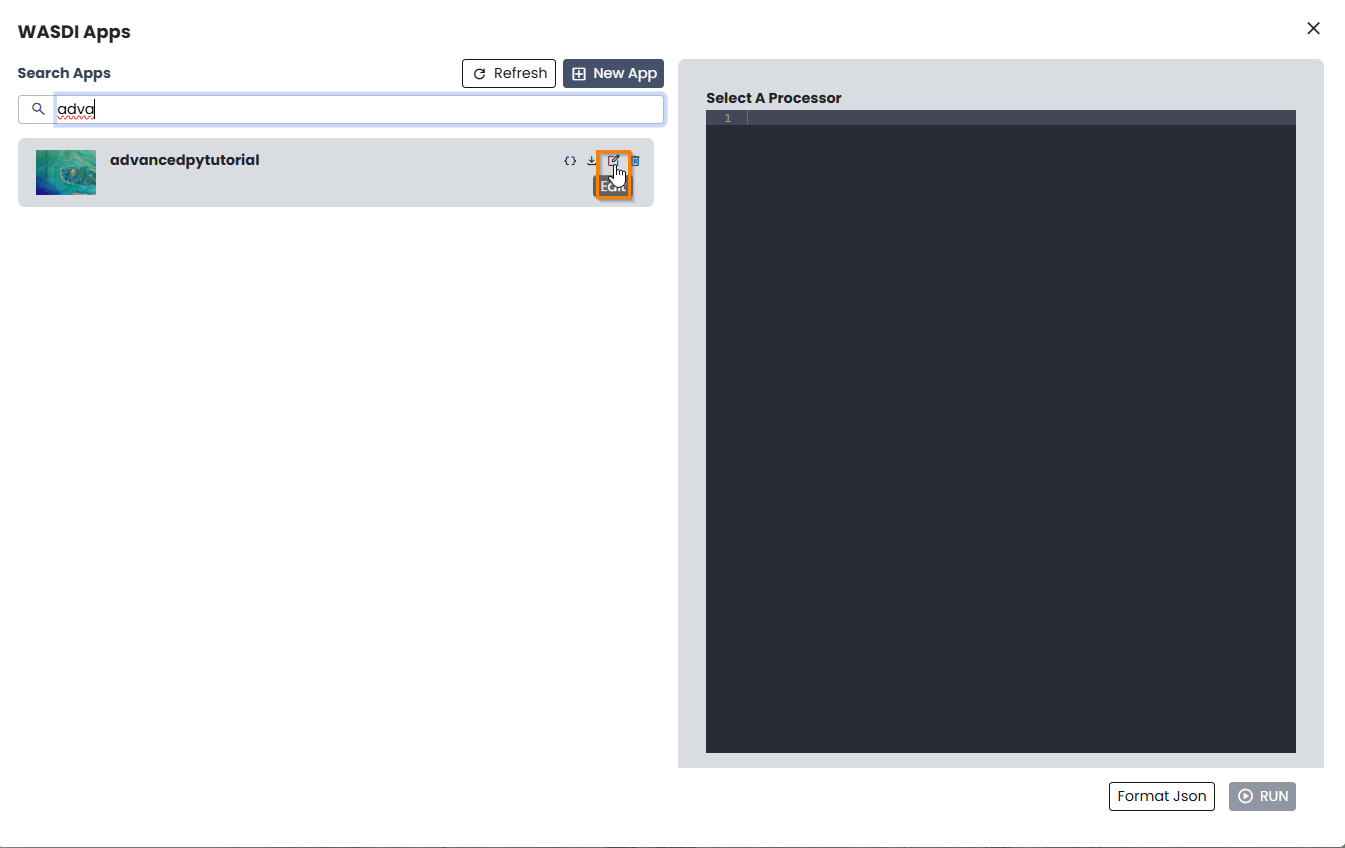 WASDI Apps
Search Apps
Refresh
New App
adva
advancedpytutorial
{}
Edit
Select A Processor
1
Format Json
RUN